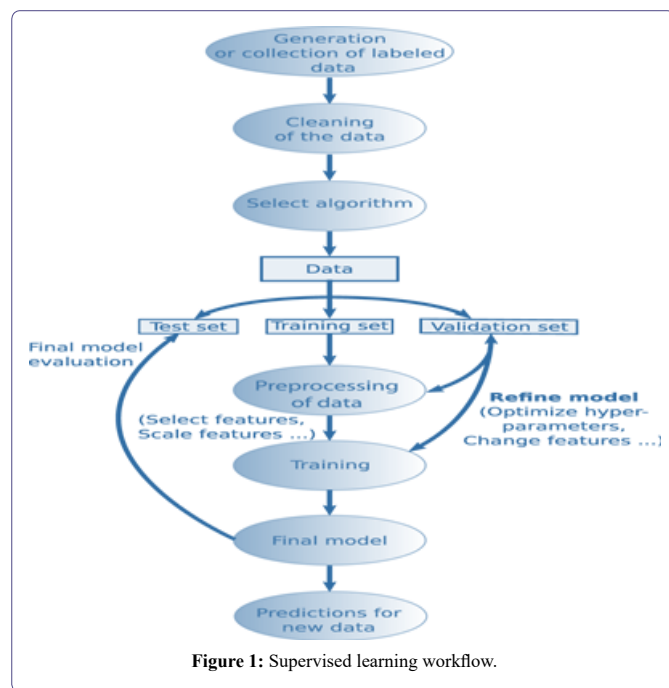 Generation
or collection of labeled
data
Cleaning
of the data
Select algorithm
Data
Test set
Training set
Validation set
Final model
evaluation
Preprocessing
of data
Refine model
(Optimize hyper-
parameters,
Change features ...)
(Select features,
Scale features ...)
Training
Final model
Predictions for
new data
Figure 1: Supervised learning workflow.